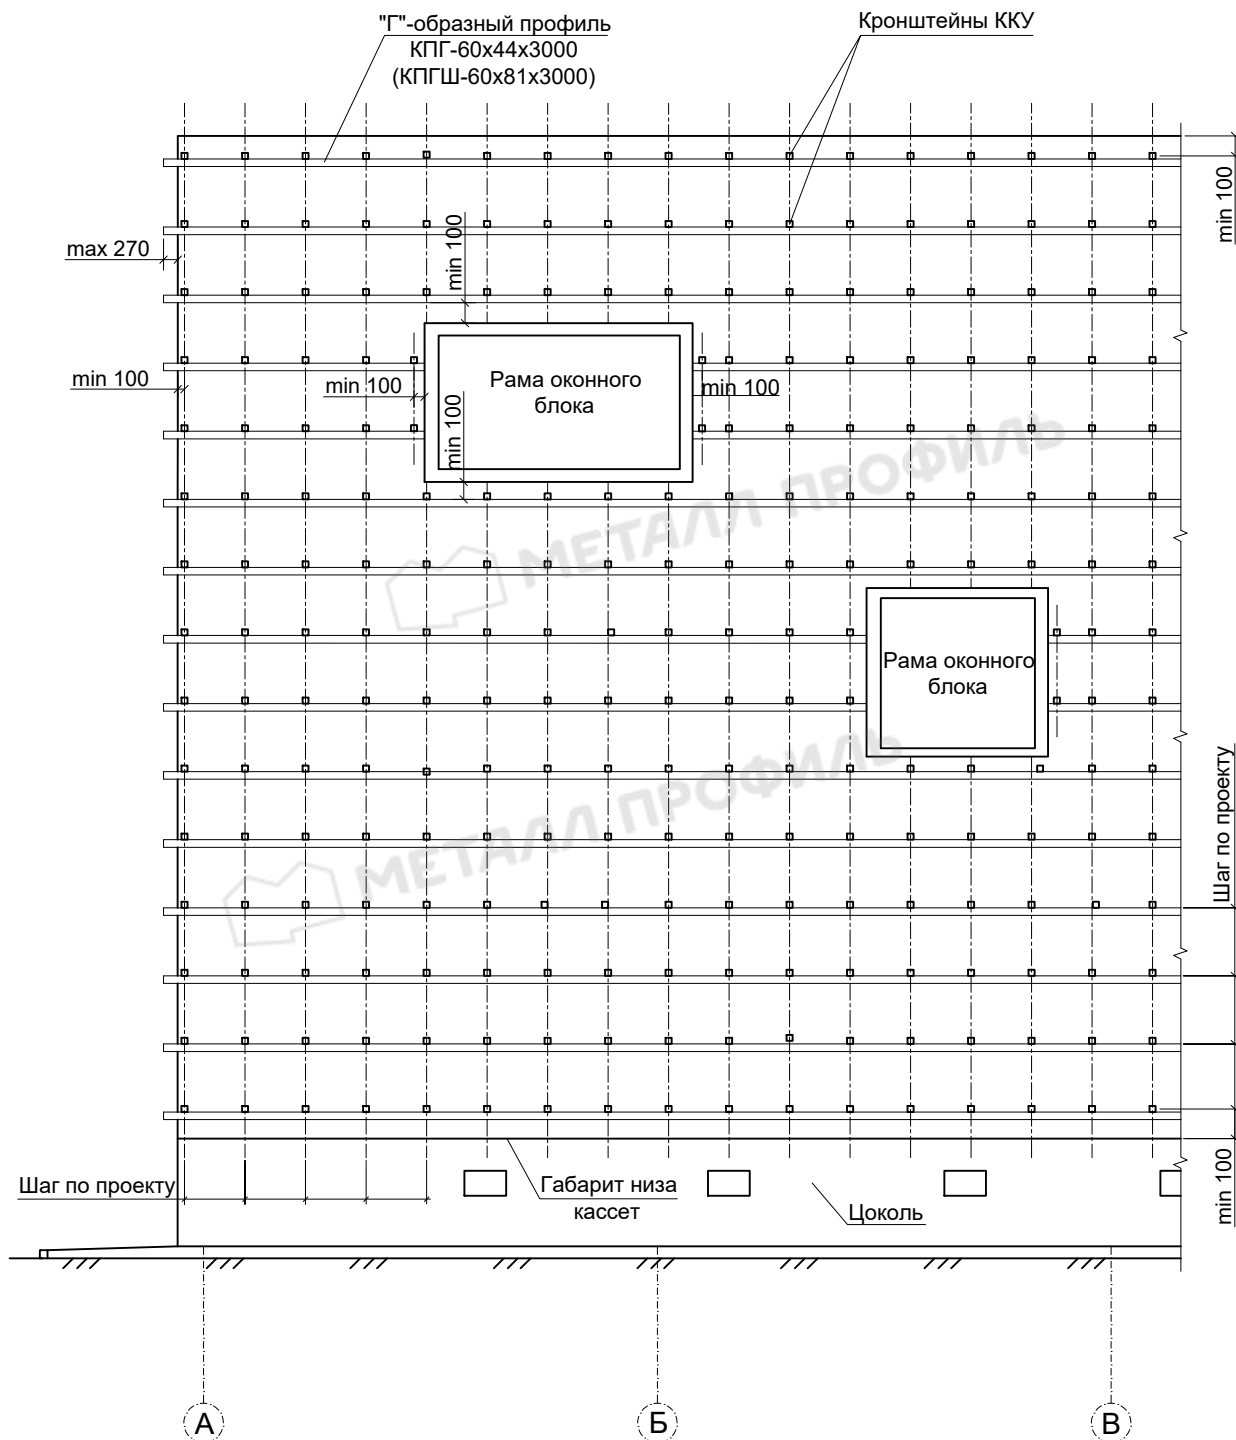 "Г"-образный профиль
КПГ-60х44х3000
(КПГШ-60х81х3000)
Кронштейны ККУ
min 100
max 270
min 100
min 100
min 100
min 100
min 100
Рама оконного
блока
МЕТАЛЛ ПРОФИЛЬ
Рама оконного
блока
МЕТАЛЛ ПРОФИЛЬ
Шаг по проекту
Шаг по проекту
Габарит низа
кассет
Цоколь
min 100
А
Б
В